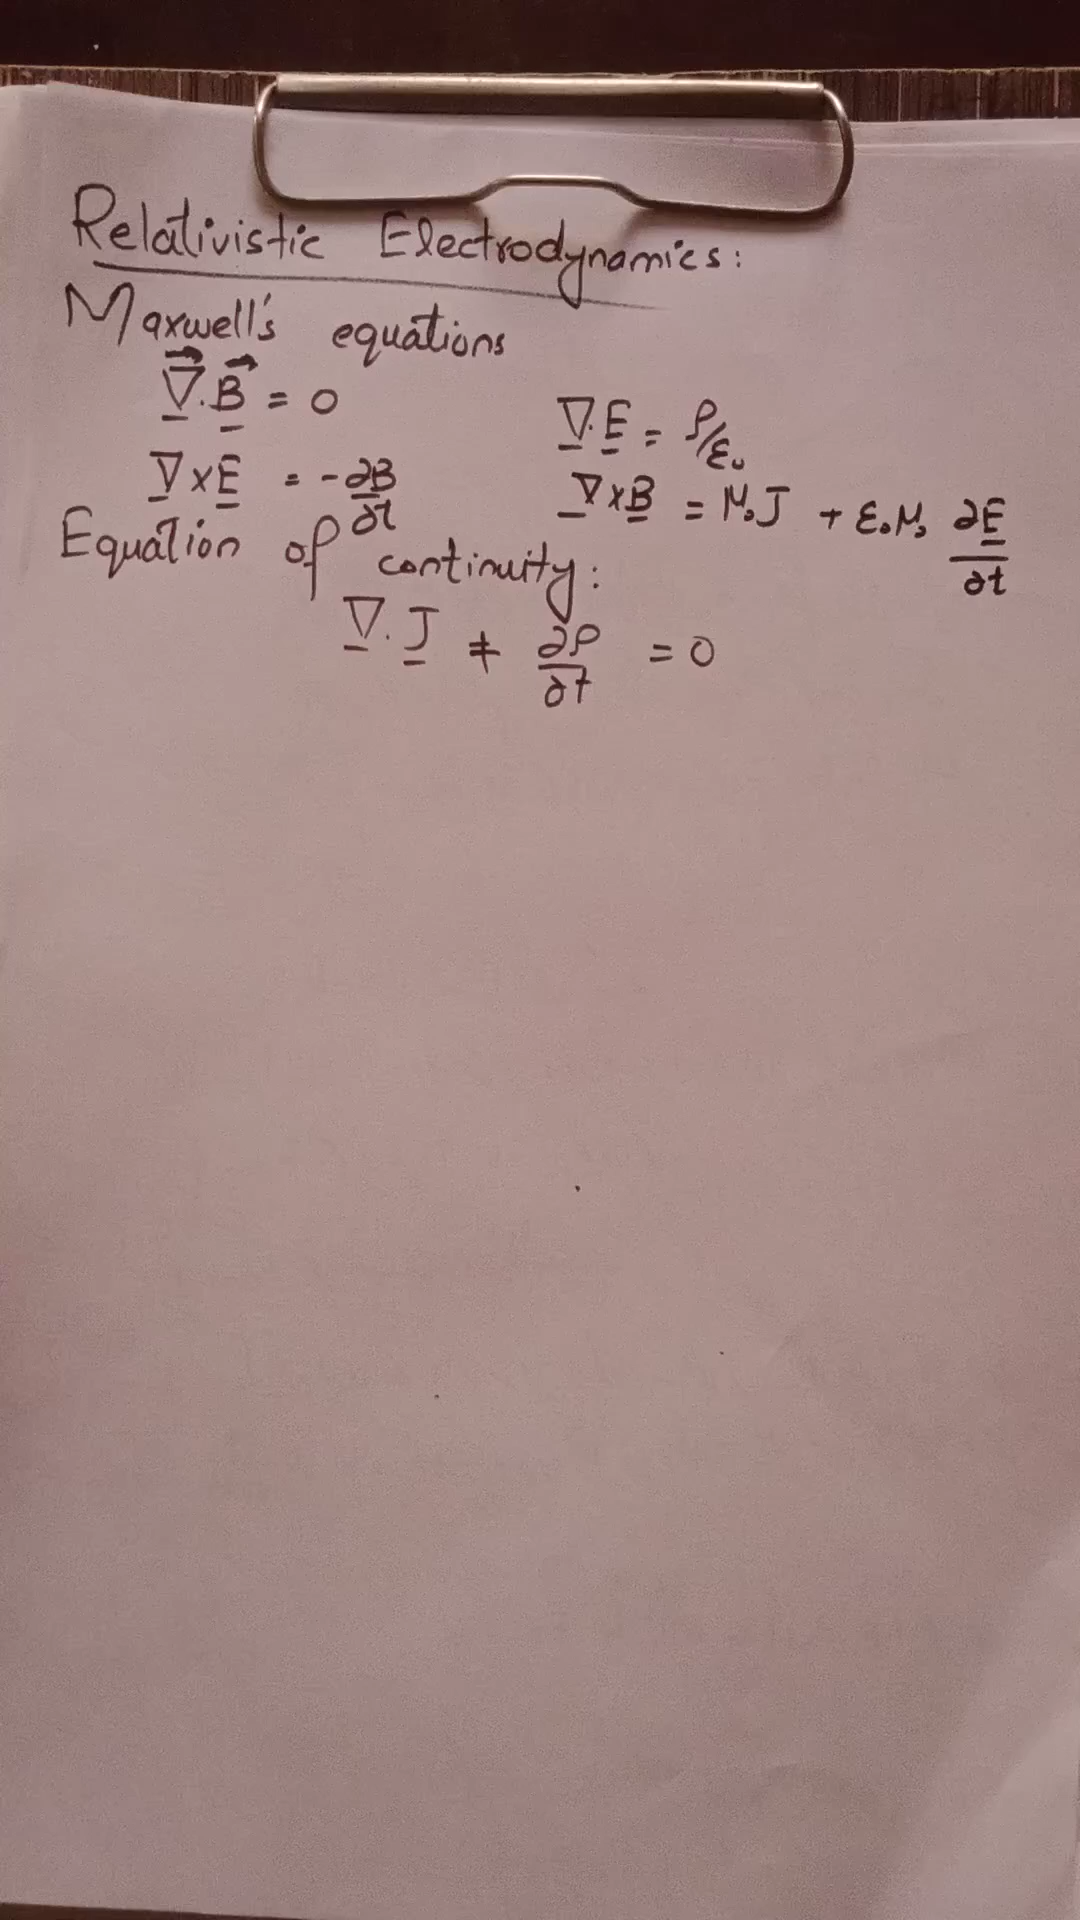 Relativistic Electrodynamics:
Maxwell's equations
∇.B = 0
∇.E = ρ/ε₀
∇×E = -∂B/∂t
∇×B = μ₀J + ε₀μ₀ ∂E/∂t
Equation of continuity:
∇.J + ∂ρ/∂t = 0